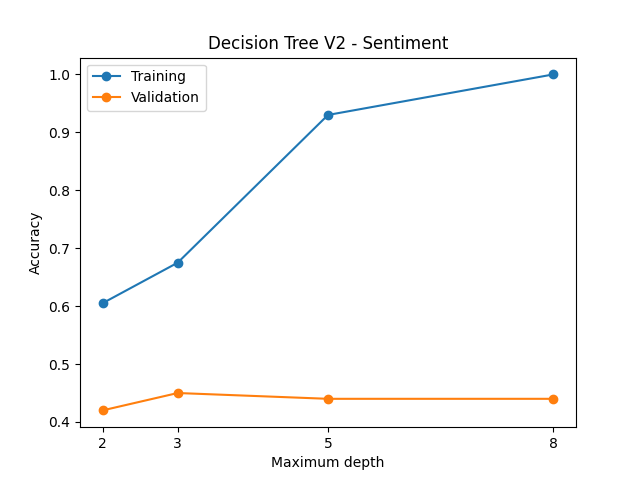 Decision Tree V2 - Sentiment
Training
Validation
1.0
0.9
0.8
0.7
0.6
0.5
0.4
Accuracy
2 3 5 8
Maximum depth